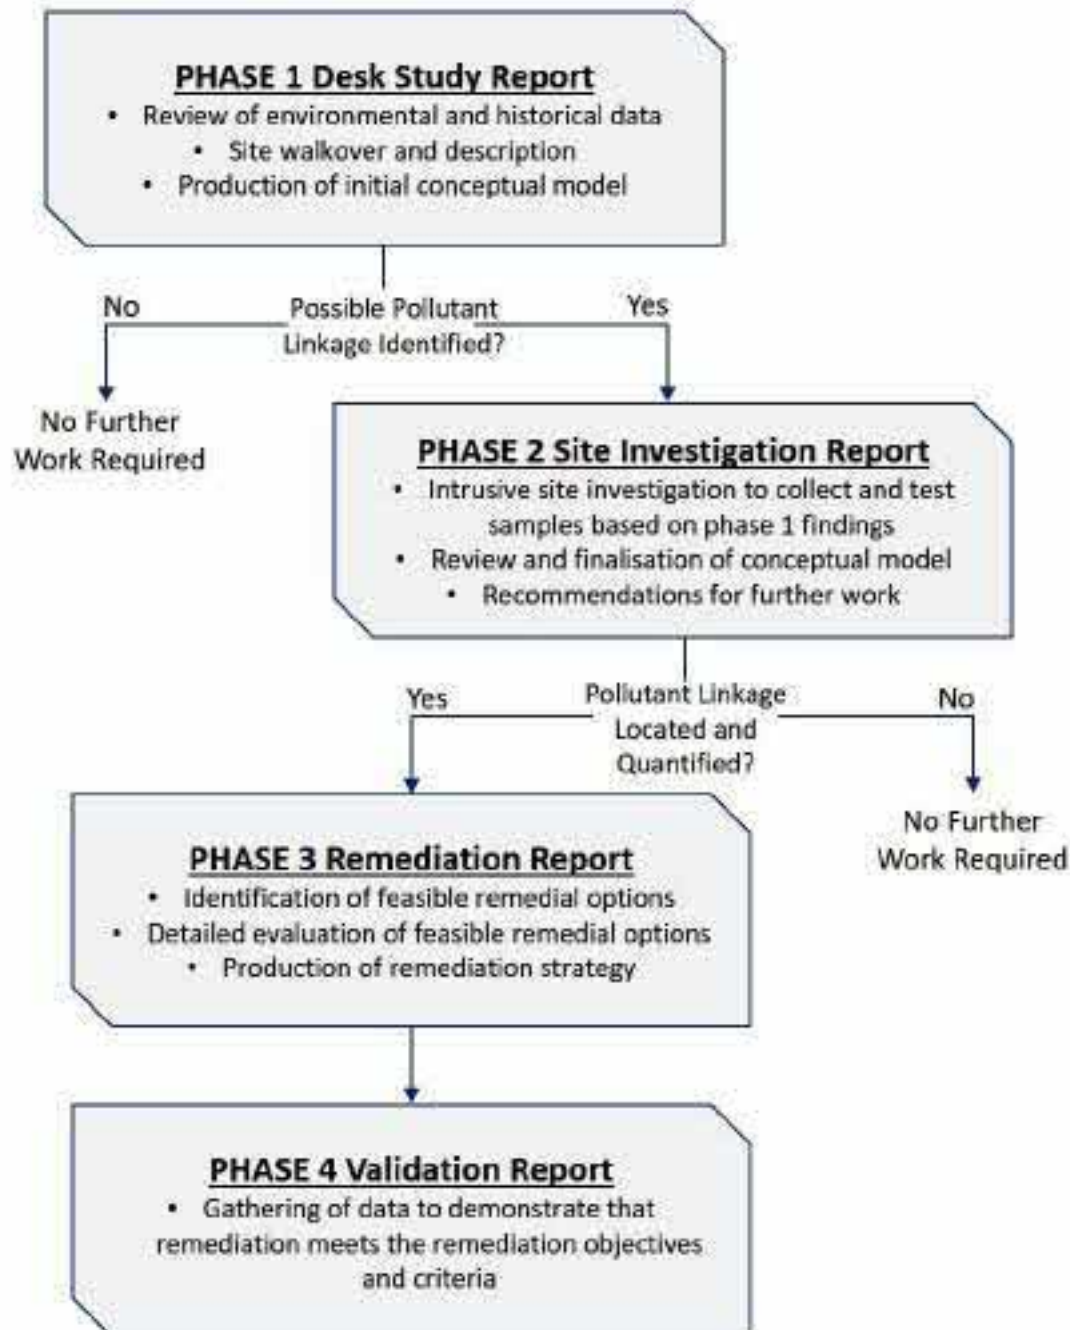 PHASE 1 Desk Study Report
• Review of environmental and historical data
• Site walkover and description
• Production of initial conceptual model
No
Possible Pollutant
Linkage Identified?
Yes
No Further
Work Required
PHASE 2 Site Investigation Report
• Intrusive site investigation to collect and test
samples based on phase 1 findings
• Review and finalisation of conceptual model
• Recommendations for further work
Yes
Pollutant Linkage
Located and
Quantified?
No
No Further
Work Required
PHASE 3 Remediation Report
• Identification of feasible remedial options
• Detailed evaluation of feasible remedial options
• Production of remediation strategy
PHASE 4 Validation Report
• Gathering of data to demonstrate that
remediation meets the remediation objectives
and criteria